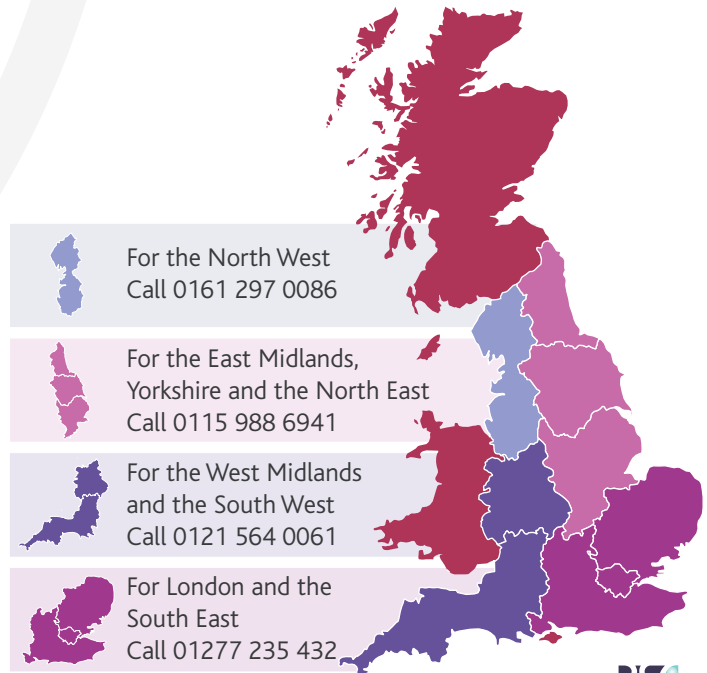 For the North West
Call 0161 297 0086
For the East Midlands,
Yorkshire and the North East
Call 0115 988 6941
For the West Midlands
and the South West
Call 0121 564 0061
For London and the
South East
Call 01277 235 432